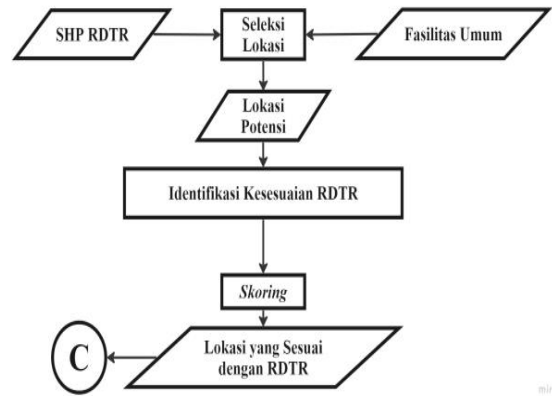 SHP RDTR
Seleksi
Lokasi
Fasilitas Umum
Lokasi
Potensi
Identifikasi Kesesuaian RDTR
Skoring
Lokasi yang Sesuai
dengan RDTR
C